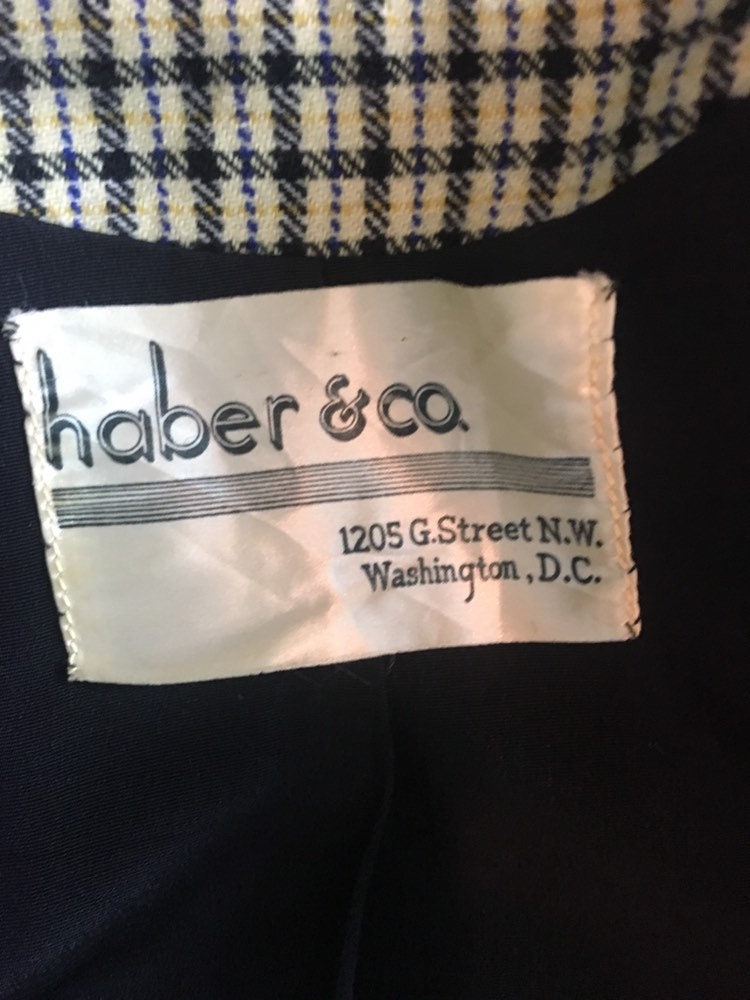 haber & co.
1205 G.Street N.W.
Washington, D.C.